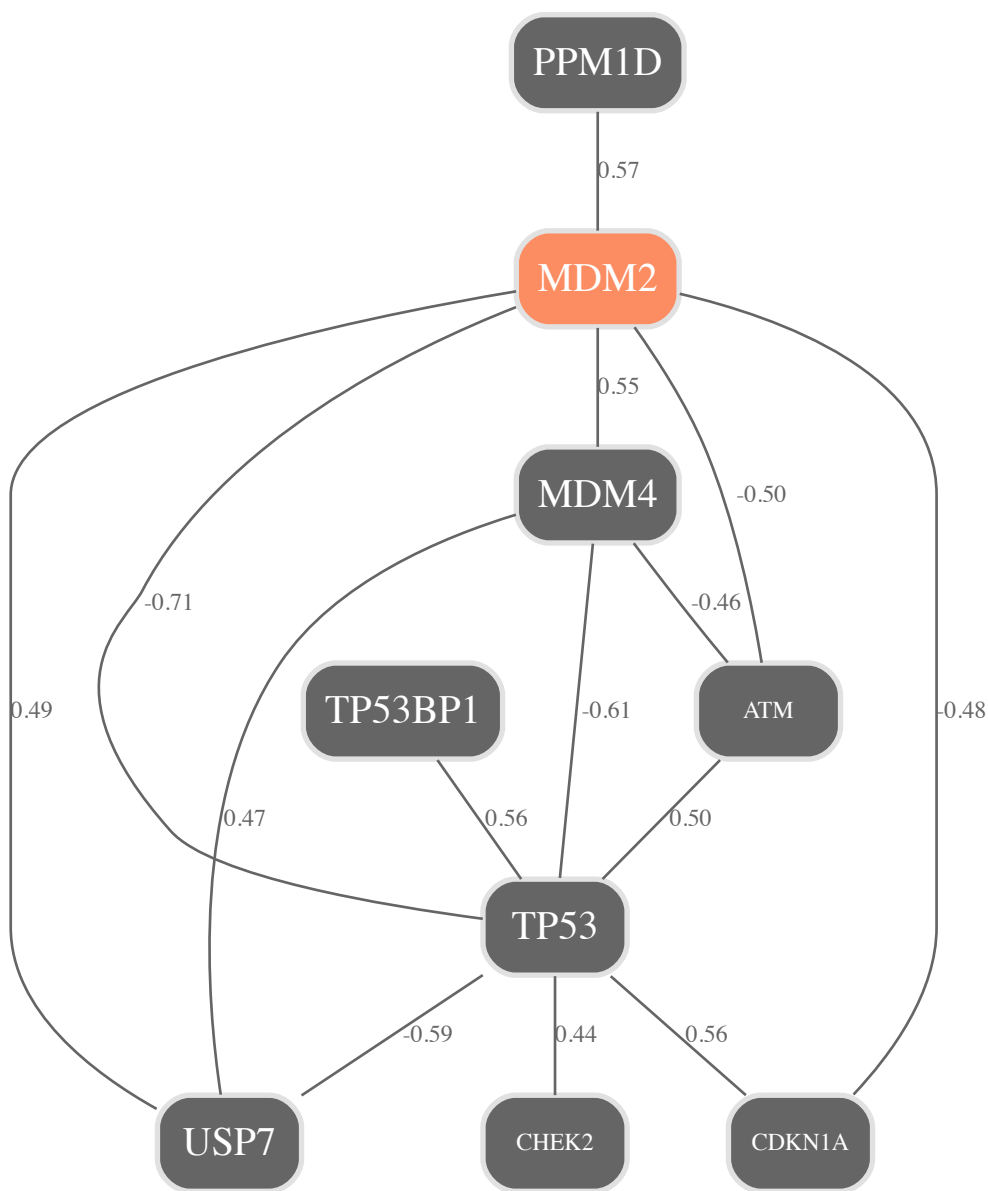 PPM1D
0.57
MDM2
0.55
MDM4
-0.50
-0.71
-0.46
0.49
TP53BP1
-0.61
ATM
-0.48
0.47
0.56
0.50
TP53
-0.59
0.44
0.56
USP7
CHEK2
CDKN1A